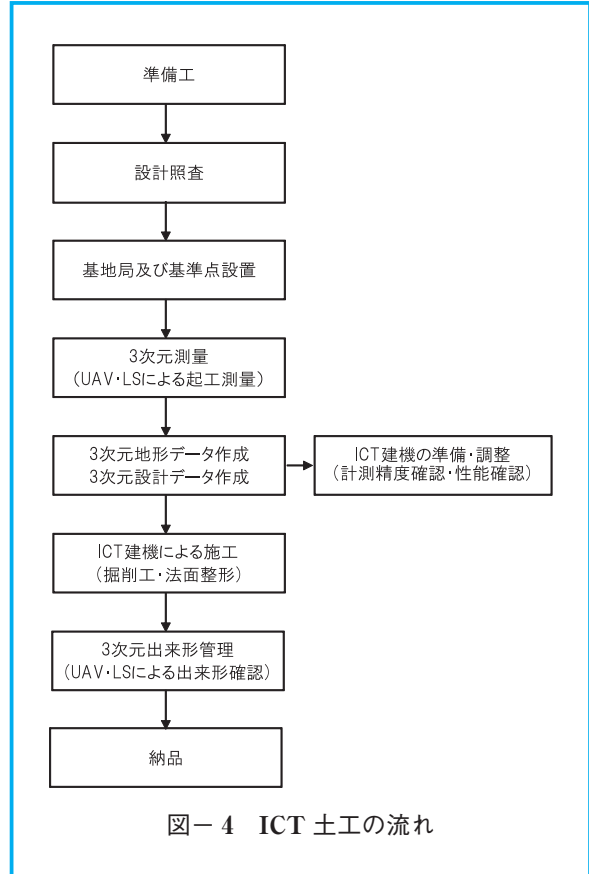 準備工
設計照査
基地局及び基準点設置
3次元測量
(UAV・LSによる起工測量)
3次元地形データ作成
3次元設計データ作成
ICT建機の準備・調整
(計測精度確認・性能確認)
ICT建機による施工
(掘削工・法面整形)
3次元出来形管理
(UAV・LSによる出来形確認)
納品
図－4　ICT 土工の流れ